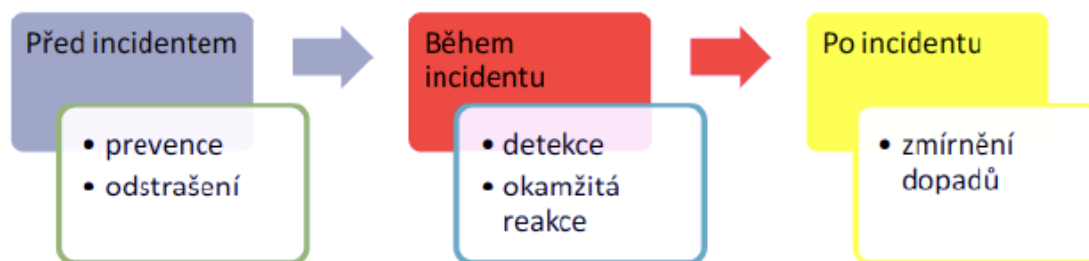 Před incidentem
• prevence
• odstrašení
Během
incidentu
• detekce
• okamžitá
reakce
Po incidentu
• zmírnění
dopadů